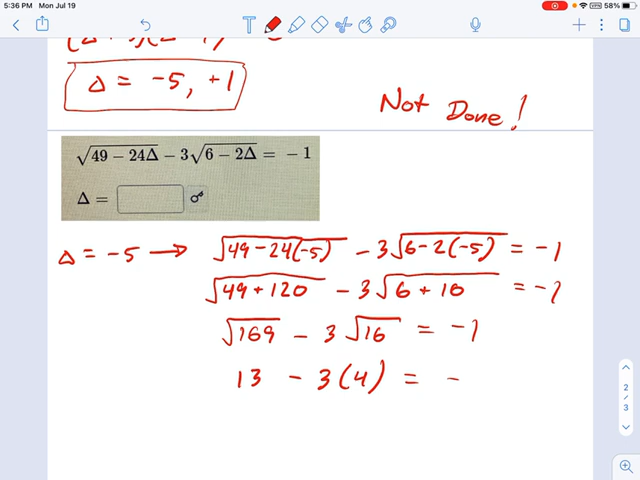 5:36 PM Mon Jul 19
VPN 58%
Δ = -5, +1
Not Done!
√49 − 24Δ − 3√6 − 2Δ = −1
Δ =
Δ = -5 → √49-24(-5) - 3√6-2(-5) = -1
√49+120 - 3√6+10 = -1
√169 - 3√16 = -1
13 - 3(4) = -
2/3